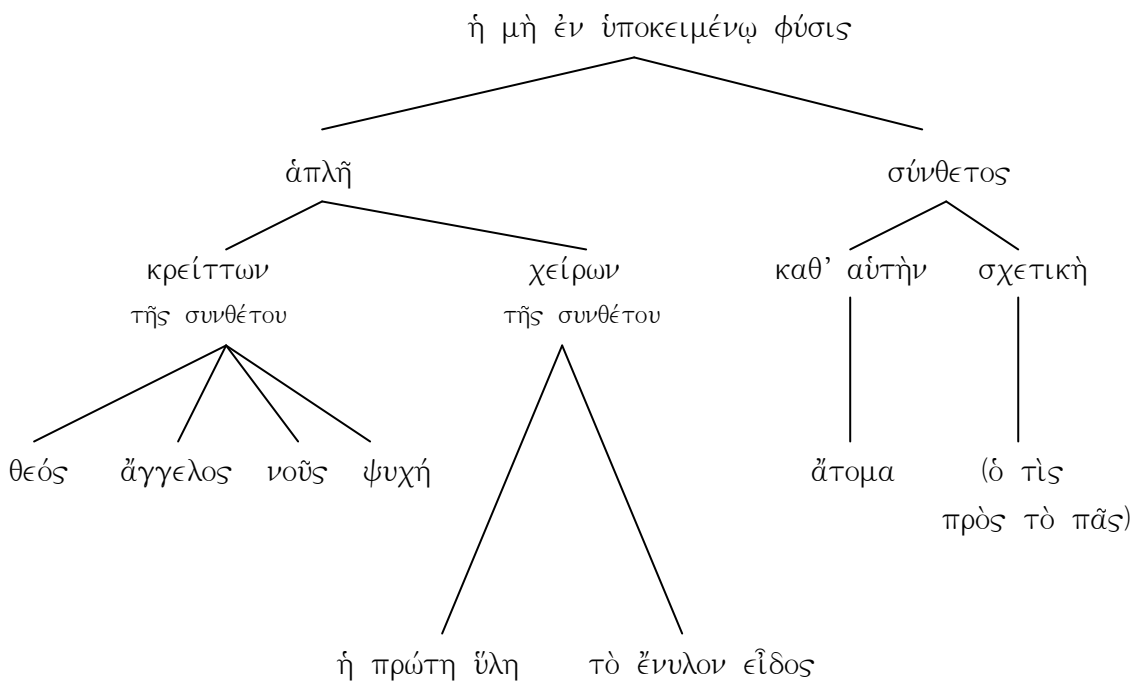 ἡ μὴ ἐν ὑποκειμένῳ φύσις
ἁπλῆ σύνθετος
κρείττων χείρων καθ’ αὑτὴν σχετικὴ
τῆς συνθέτου τῆς συνθέτου
θεός ἄγγελος νοῦς ψυχή ἄτομα (ὁ τὶς
πρὸς τὸ πᾶς)
ἡ πρώτη ὕλη τὸ ἔνυλον εἶδος